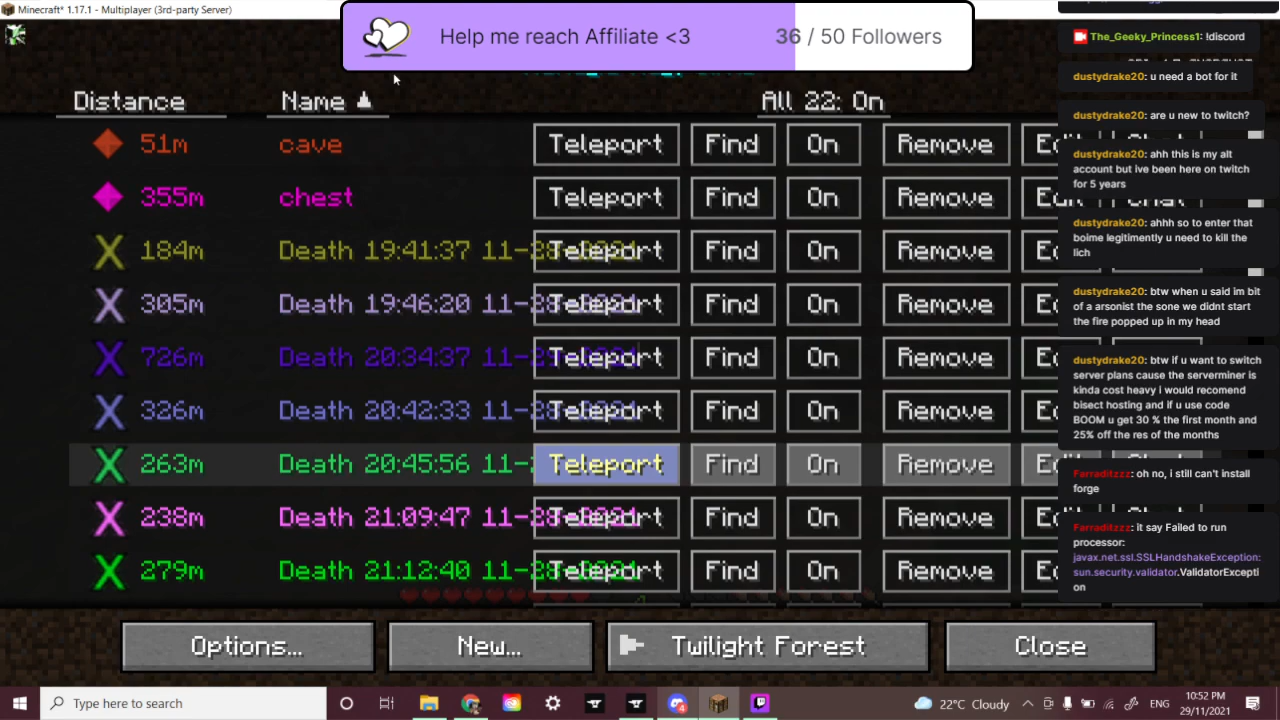 Minecraft* 1.17.1 - Multiplayer (3rd-party Server)
Help me reach Affiliate <3 36 / 50 Followers
Distance Name All 22: On
51m cave Teleport Find On Remove
355m chest Teleport Find On Remove
184m Death 19:41:37 11- Teleport Find On Remove
305m Death 19:46:20 11- Teleport Find On Remove
726m Death 20:34:37 11- Teleport Find On Remove
326m Death 20:42:33 11- Teleport Find On Remove
263m Death 20:45:56 11- Teleport Find On Remove
238m Death 21:09:47 11- Teleport Find On Remove
279m Death 21:12:40 11- Teleport Find On Remove
Options... New... Twilight Forest Close
The_Geeky_Princess1: !discord
dustydrake20: u need a bot for it
dustydrake20: are u new to twitch?
dustydrake20: ahh this is my alt
account but ive been here on twitch
for 5 years
dustydrake20: ahhh so to enter that
boime legitimently u need to kill the
lich
dustydrake20: btw when u said im bit
of a arsonist the sone we didnt start
the fire popped up in my head
dustydrake20: btw if u want to switch
server plans cause the serverminer is
kinda cost heavy i would recomend
bisect hosting and if u use code
BOOM u get 30 % the first month and
25% off the res of the months
Farraditzzz: oh no, i still can't install
forge
Farraditzzz: it say Failed to run
processor:
javax.net.ssl.SSLHandshakeException:
sun.security.validator.ValidatorExcepti
on
Type here to search
22°C Cloudy
ENG
10:52 PM
29/11/2021